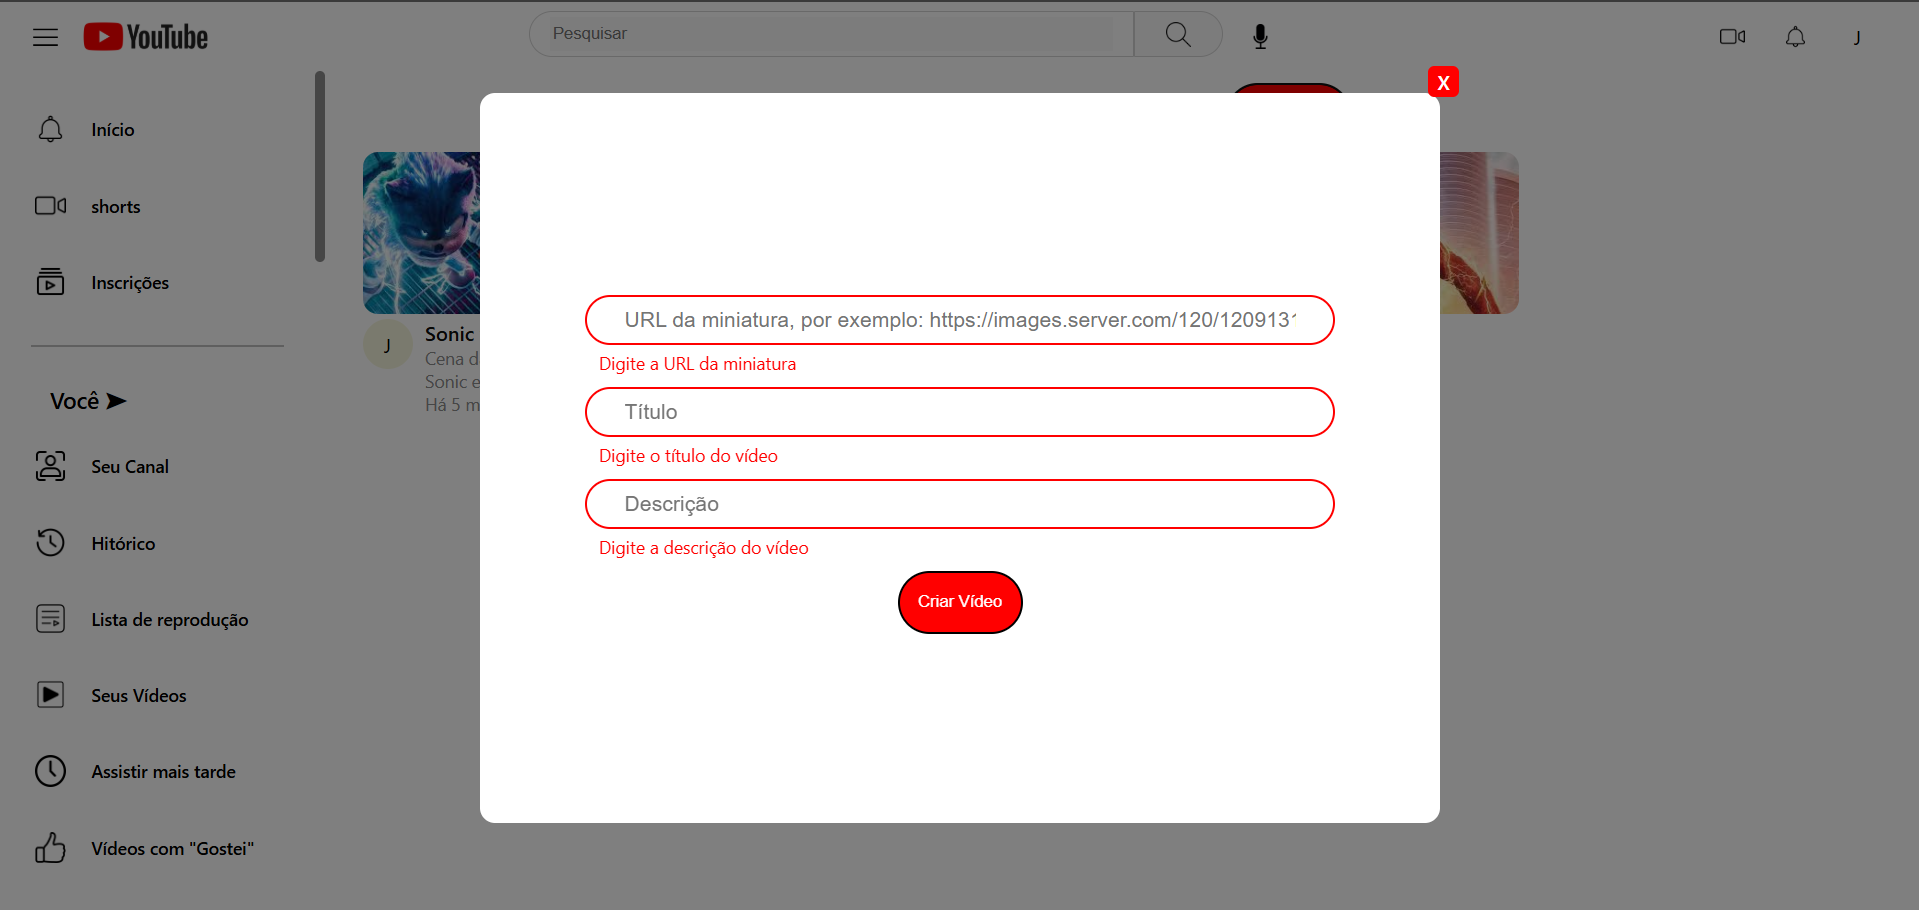 YouTube
Pesquisar
J
X
Início
shorts
Inscrições
Você ➤
Seu Canal
Hitórico
Lista de reprodução
Seus Vídeos
Assistir mais tarde
Vídeos com "Gostei"
J
Sonic
Cena d
Sonic e
Há 5 m
URL da miniatura, por exemplo: https://images.server.com/120/120913
Digite a URL da miniatura
Título
Digite o título do vídeo
Descrição
Digite a descrição do vídeo
Criar Vídeo